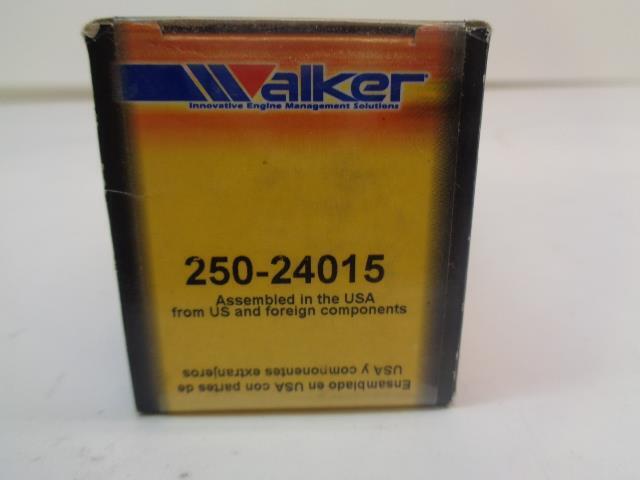 Walker
Innovative Engine Management Solutions
250-24015
Assembled in the USA
from US and foreign components
Ensamblado en USA con partes de
USA y componentes extranjeros